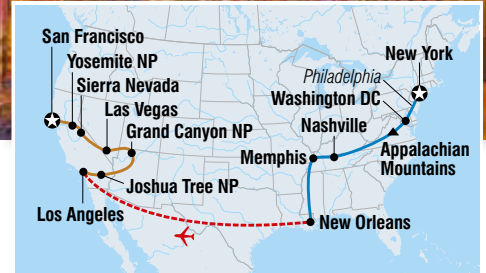 San Francisco
Yosemite NP
Sierra Nevada
Las Vegas
Grand Canyon NP
Joshua Tree NP
Los Angeles
New York
Philadelphia
Washington DC
Nashville
Memphis
Appalachian
Mountains
New Orleans